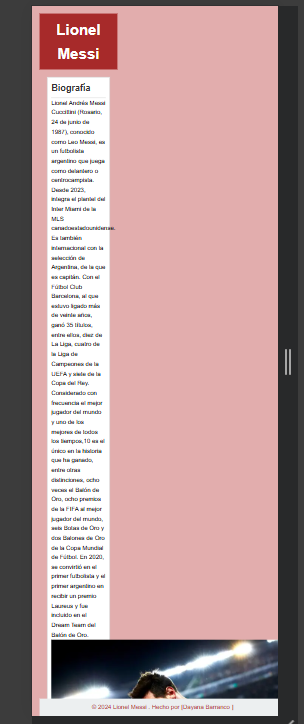 Lionel
Messi
Biografía
Lionel Andrés Messi
Cuccittini (Rosario,
24 de junio de
1987), conocido
como Leo Messi, es
un futbolista
argentino que juega
como delantero o
centrocampista.
Desde 2023,
integra el plantel del
Inter Miami de la
MLS
canadoestadounidense.
Es también
internacional con la
selección de
Argentina, de la que
es capitán. Con el
Fútbol Club
Barcelona, al que
estuvo ligado más
de veinte años,
ganó 35 títulos,
entre ellos, diez de
La Liga, cuatro de
la Liga de
Campeones de la
UEFA y siete de la
Copa del Rey.
Considerado con
frecuencia el mejor
jugador del mundo
y uno de los
mejores de todos
los tiempos,10 es el
único en la historia
que ha ganado,
entre otras
distinciones, ocho
veces el Balón de
Oro, ocho premios
de la FIFA al mejor
jugador del mundo,
seis Botas de Oro y
dos Balones de Oro
de la Copa Mundial
de Fútbol. En 2020,
se convirtió en el
primer futbolista y el
primer argentino en
recibir un premio
Laureus y fue
incluido en el
Dream Team del
Balón de Oro.
© 2024 Lionel Messi . Hecho por [Dayana Barranco ]